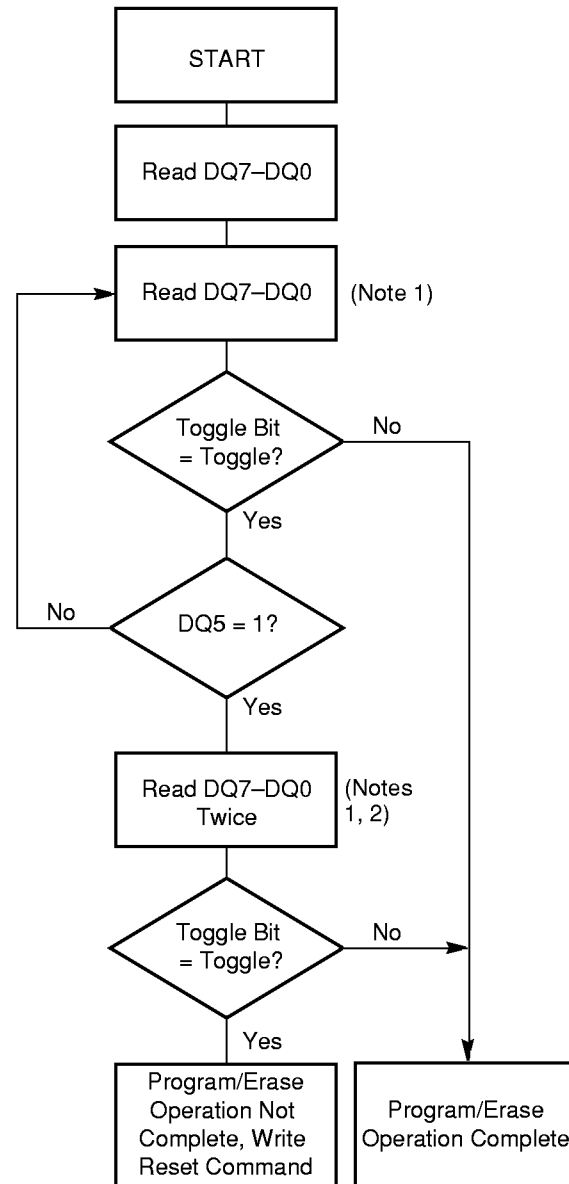 START
Read DQ7–DQ0
Read DQ7–DQ0
(Note 1)
Toggle Bit
= Toggle?
No
Yes
No
DQ5 = 1?
Yes
Read DQ7–DQ0
Twice
(Notes
1, 2)
Toggle Bit
= Toggle?
No
Yes
Program/Erase
Operation Not
Complete, Write
Reset Command
Program/Erase
Operation Complete